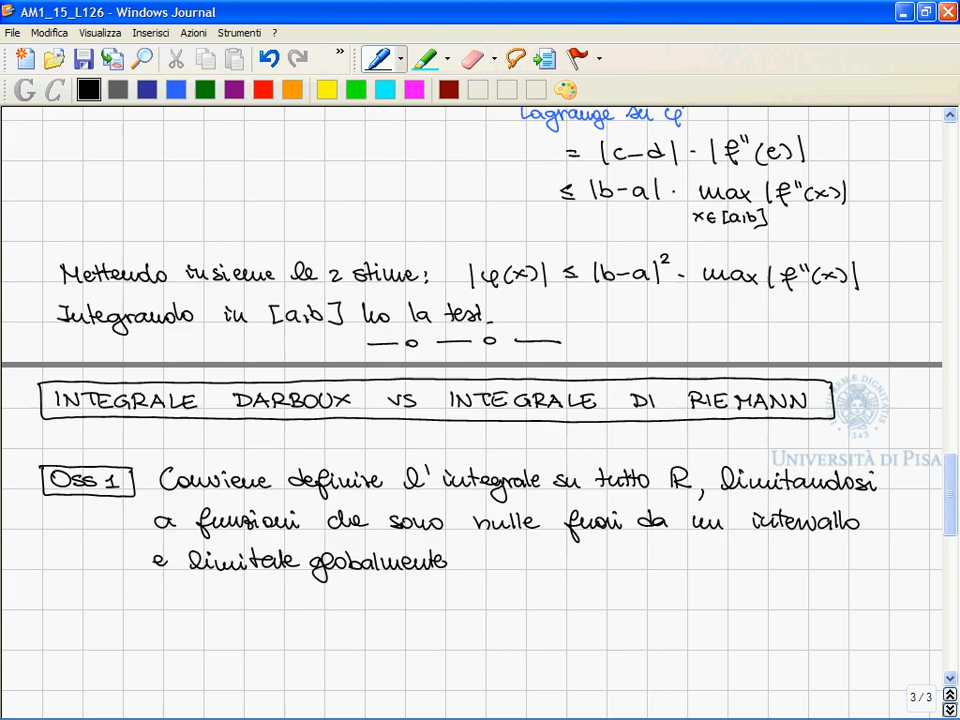 AM1_15_L126 - Windows Journal
File Modifica Visualizza Inserisci Azioni Strumenti ?
Lagrange su φ
= |c-d| · |f''(e)|
≤ |b-a| · max |f''(x)|
x∈[a,b]
Mettendo insieme le 2 stime: |φ(x)| ≤ |b-a|² · max |f''(x)|
Integrando in [a,b] ho la tesi.
— o — o —
INTEGRALE DARBOUX VS INTEGRALE DI RIEMANN
UNIVERSITÀ DI PISA
Oss 1 Conviene definire l'integrale su tutto ℝ, limitandosi
a funzioni che sono nulle fuori da un intervallo
e limitate globalmente
3 / 3